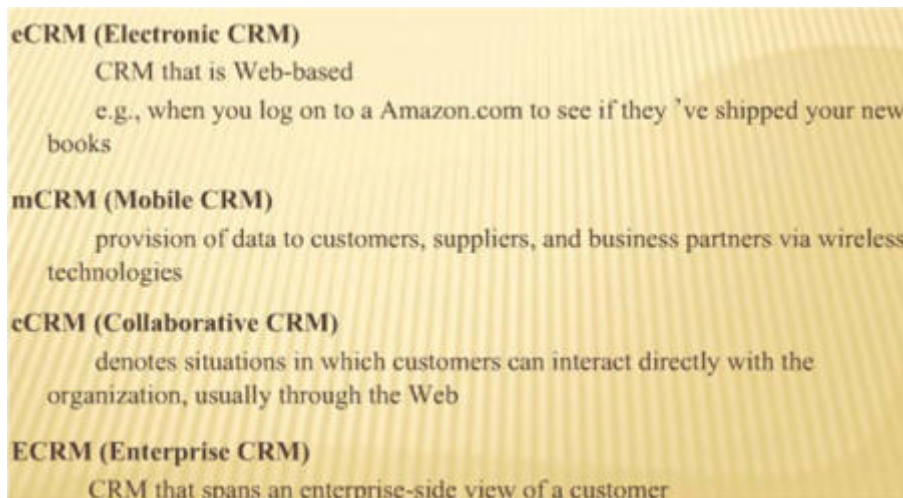 eCRM (Electronic CRM)
CRM that is Web-based
e.g., when you log on to a Amazon.com to see if they ’ve shipped your new
books
mCRM (Mobile CRM)
provision of data to customers, suppliers, and business partners via wireless
technologies
cCRM (Collaborative CRM)
denotes situations in which customers can interact directly with the
organization, usually through the Web
ECRM (Enterprise CRM)
CRM that spans an enterprise-side view of a customer